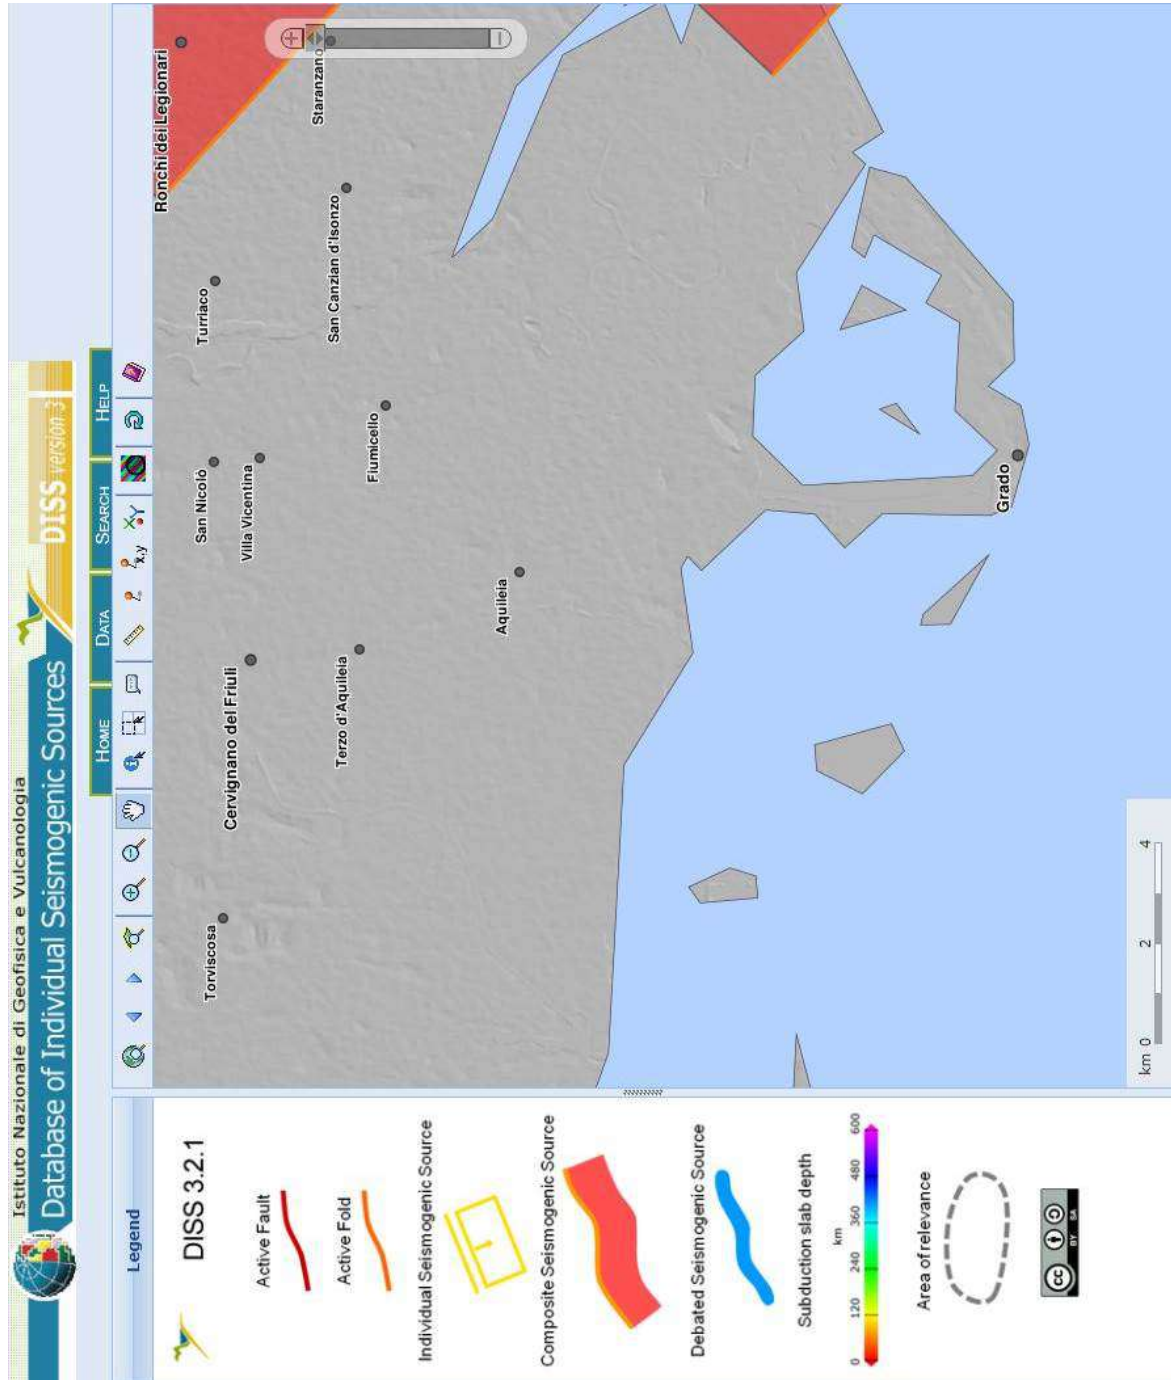 Istituto Nazionale di Geofisica e Vulcanologia
Database of Individual Seismogenic Sources
DISS version 3
HOME
DATA
SEARCH
HELP
x,y
Legend
DISS 3.2.1
Active Fault
Active Fold
Individual Seismogenic Source
Composite Seismogenic Source
Debated Seismogenic Source
Subduction slab depth
km
0 120 240 360 480 600
Area of relevance
cc
BY SA
Ronchi dei Legionari
Staranzano
San Canzian d'Isonzo
Turriaco
San Nicolò
Villa Vicentina
Fiumicello
Cervignano del Friuli
Terzo d'Aquileia
Aquileia
Torviscosa
Grado
km 0 2 4